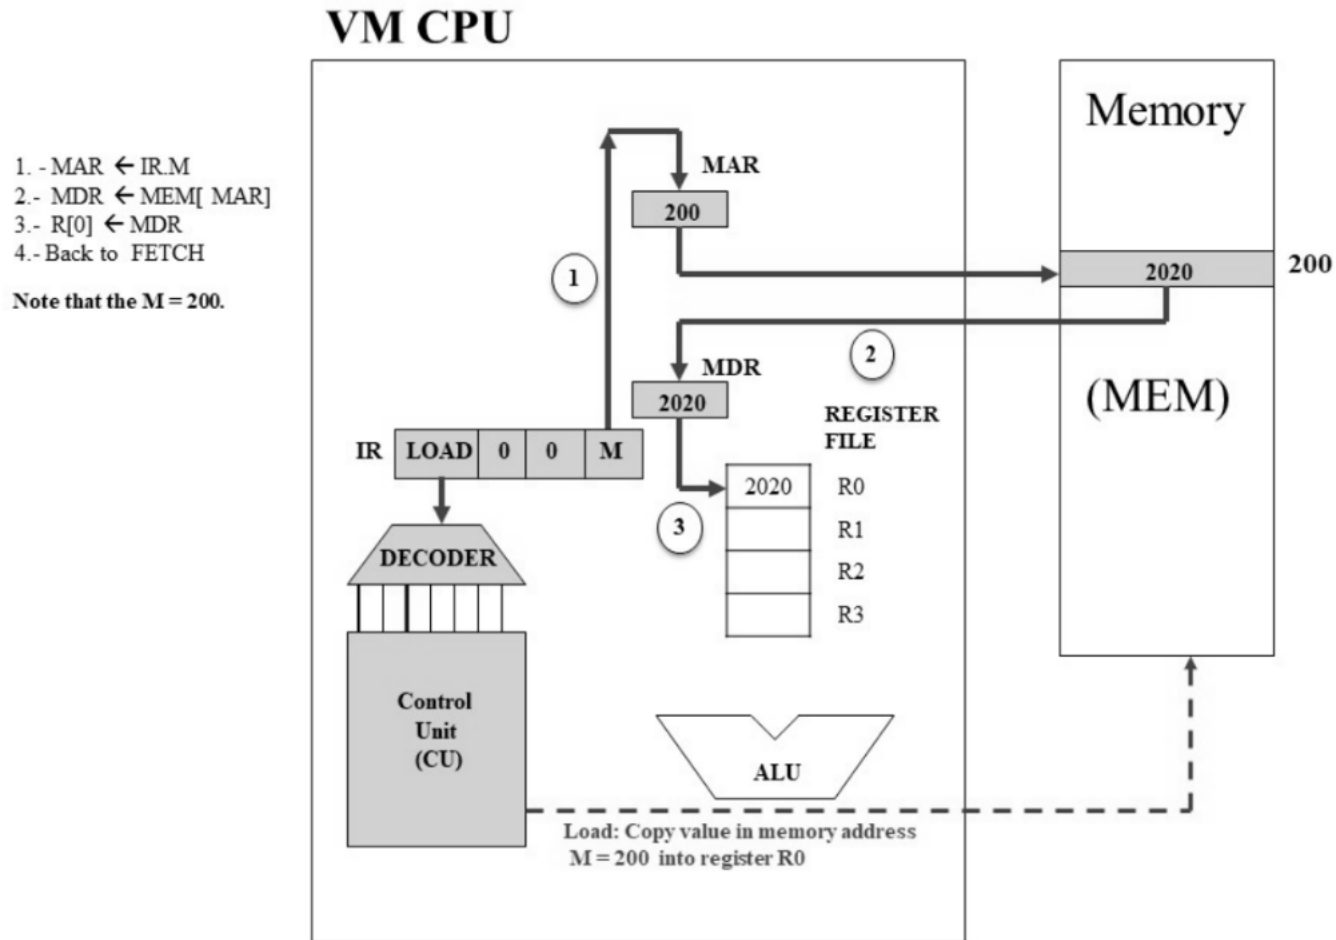 VM CPU
1. - MAR ← IR.M
2.- MDR ← MEM[ MAR]
3.- R[0] ← MDR
4.- Back to FETCH
Note that the M = 200.
Memory
MAR
200
1
2020
200
2
MDR
2020
(MEM)
REGISTER
FILE
IR LOAD 0 0 M
2020 R0
3
R1
R2
R3
DECODER
Control
Unit
(CU)
ALU
Load: Copy value in memory address
M = 200 into register R0